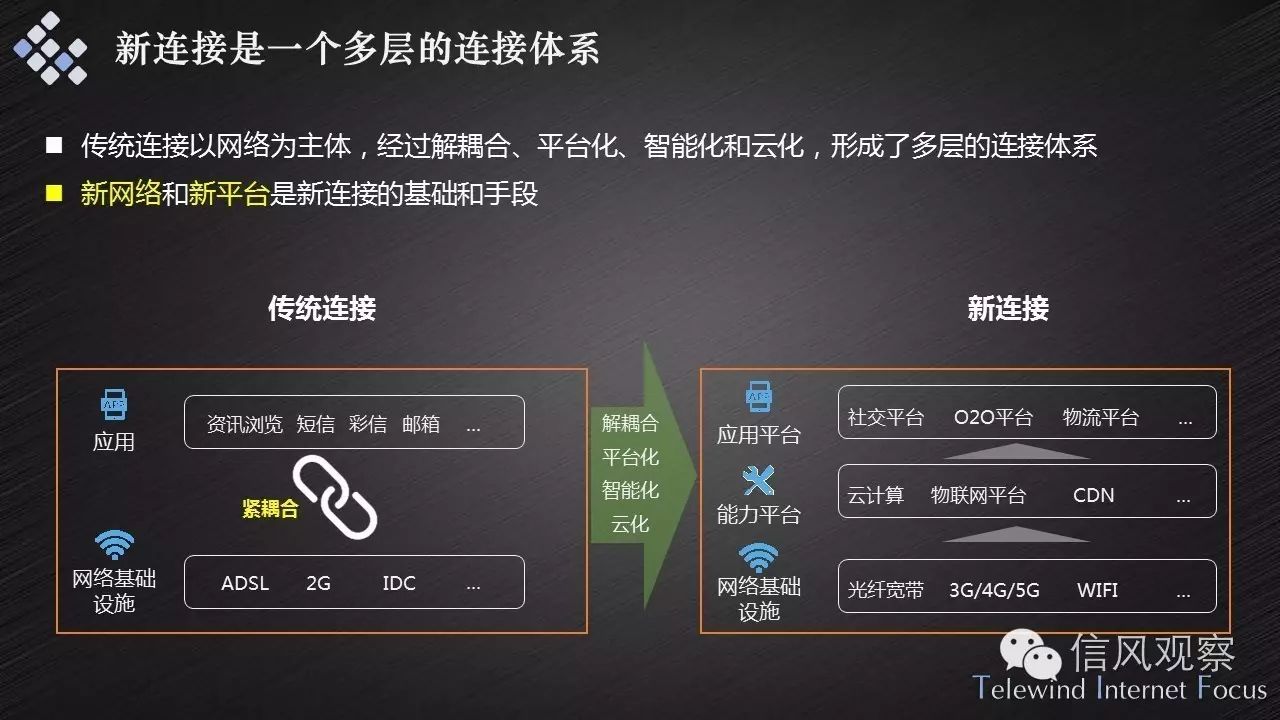 新连接是一个多层的连接体系
传统连接以网络为主体，经过解耦合、平台化、智能化和云化，形成了多层的连接体系
新网络和新平台是新连接的基础和手段
传统连接
APP
应用
资讯浏览 短信 彩信 邮箱 ...
紧耦合
网络基础
设施
ADSL 2G IDC ...
解耦合
平台化
智能化
云化
新连接
APP
应用平台
社交平台 O2O平台 物流平台 ...
能力平台
云计算 物联网平台 CDN ...
网络基础
设施
光纤宽带 3G/4G/5G WIFI ...
信风观察
Telewind Internet Focus